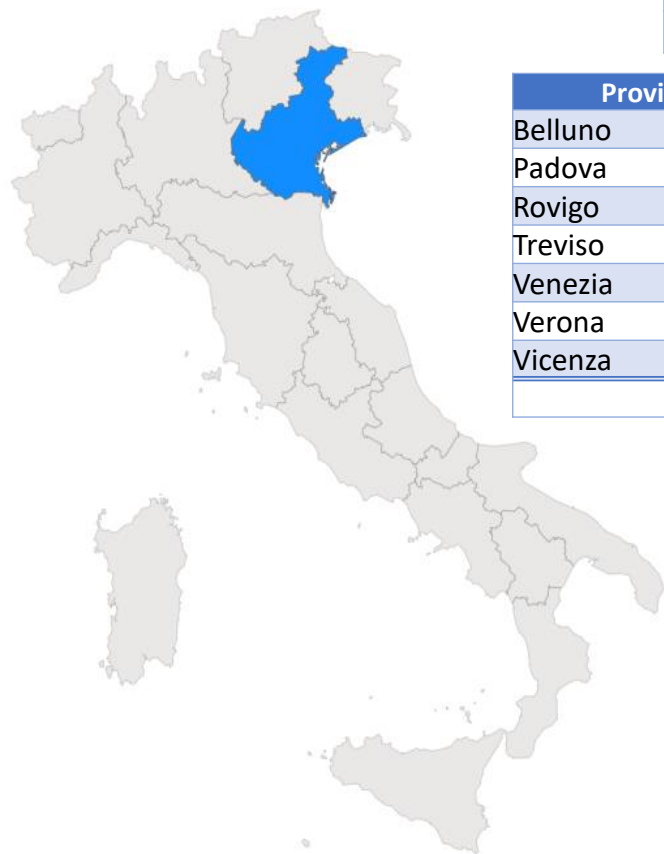 Provi
Belluno
Padova
Rovigo
Treviso
Venezia
Verona
Vicenza